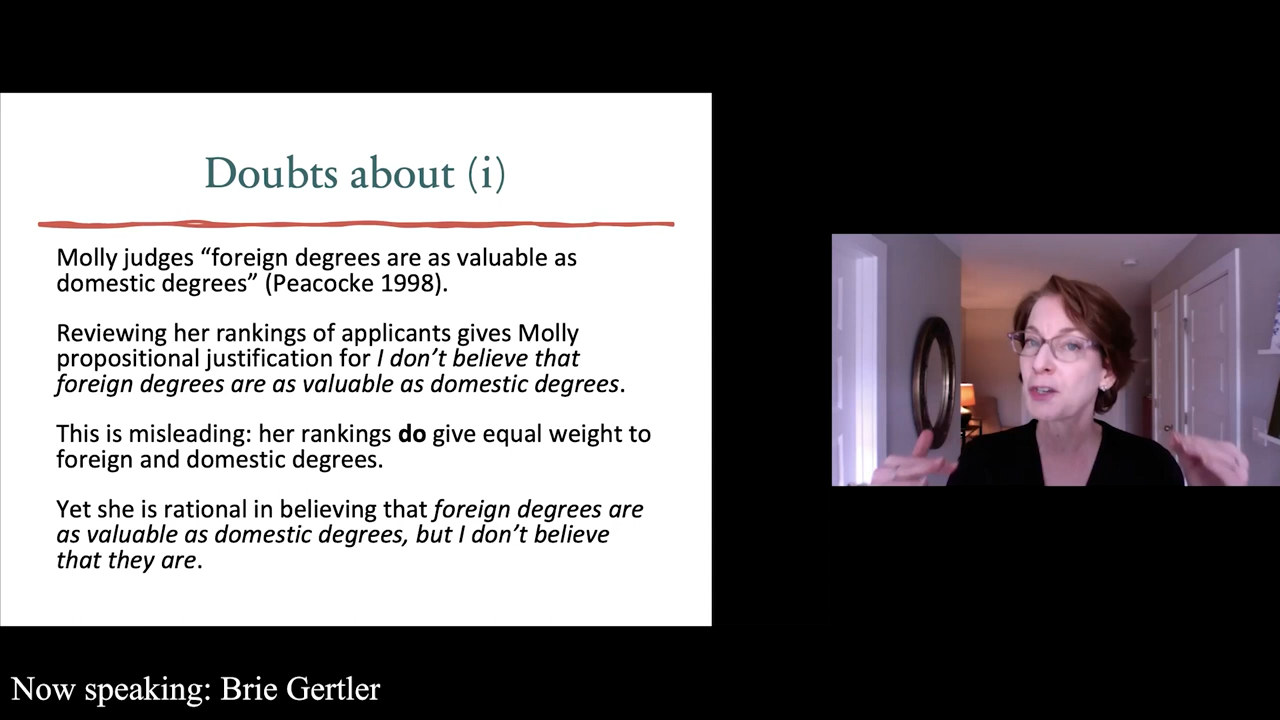 Doubts about (i)
Molly judges “foreign degrees are as valuable as
domestic degrees” (Peacocke 1998).
Reviewing her rankings of applicants gives Molly
propositional justification for I don’t believe that
foreign degrees are as valuable as domestic degrees.
This is misleading: her rankings do give equal weight to
foreign and domestic degrees.
Yet she is rational in believing that foreign degrees are
as valuable as domestic degrees, but I don’t believe
that they are.
Now speaking: Brie Gertler